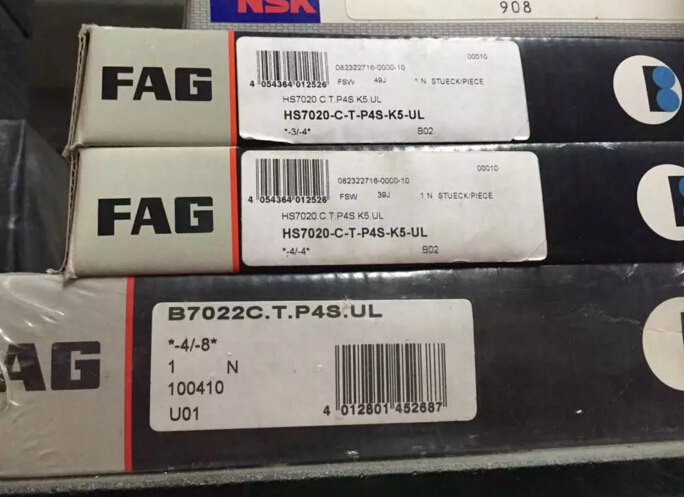 NSK
908
FAG
082322716-0000-10
00010
4 054364 012526
FSW 49J 1 N STUECK/PIECE
HS7020.C.T.P4S.K5.UL
HS7020-C-T-P4S-K5-UL
*-3/-4*
B02
FAG
082322716-0000-10
00010
4 054364 012526
FSW 39J 1 N STUECK/PIECE
HS7020.C.T.P4S.K5.UL
HS7020-C-T-P4S-K5-UL
*-4/-4*
B02
FAG
B7022C.T.P4S.UL
*-4/-8*
1 N
100410
U01
4 012801 452687